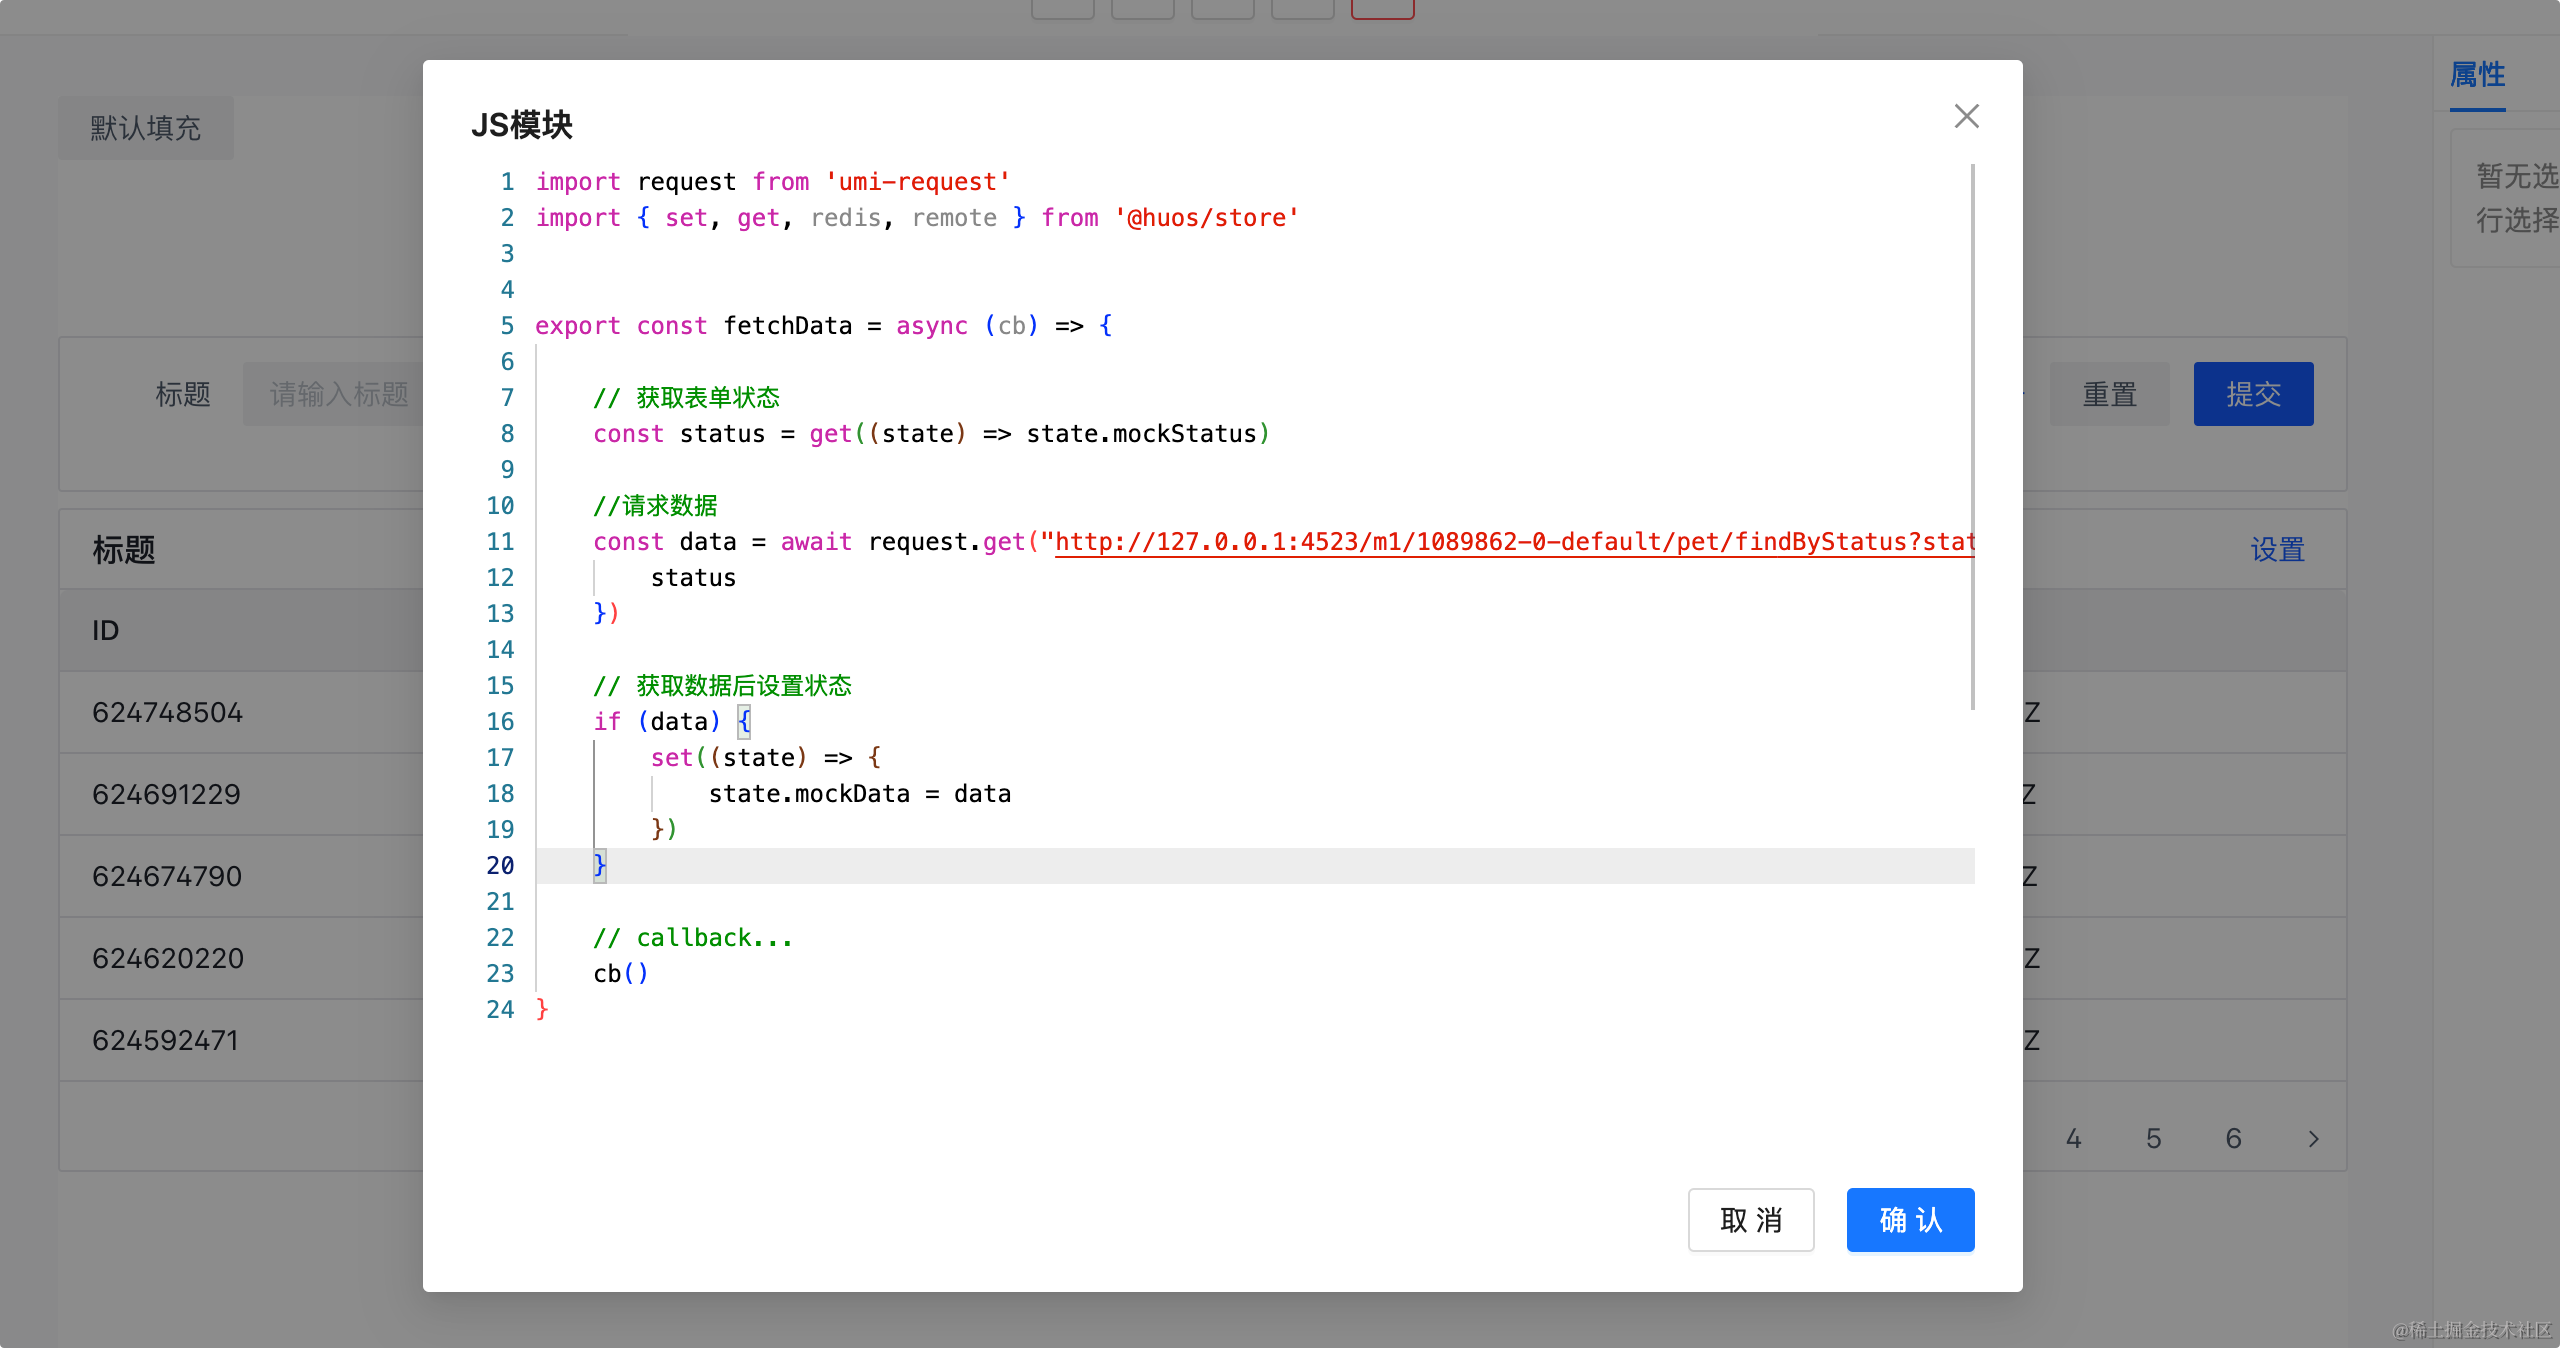 属性
默认填充
暂无选
行选择
标题
请输入标题
重置
提交
标题
设置
ID
624748504
Z
624691229
Z
624674790
Z
624620220
Z
624592471
Z
4
5
6
JS模块
1 import request from 'umi-request'
2 import { set, get, redis, remote } from '@huos/store'
3
4
5 export const fetchData = async (cb) => {
6
7 // 获取表单状态
8 const status = get((state) => state.mockStatus)
9
10 //请求数据
11 const data = await request.get("http://127.0.0.1:4523/m1/1089862-0-default/pet/findByStatus?stat
12 status
13 })
14
15 // 获取数据后设置状态
16 if (data) {
17 set((state) => {
18 state.mockData = data
19 })
20 }
21
22 // callback...
23 cb()
24 }
取 消
确 认
@稀土掘金技术社区